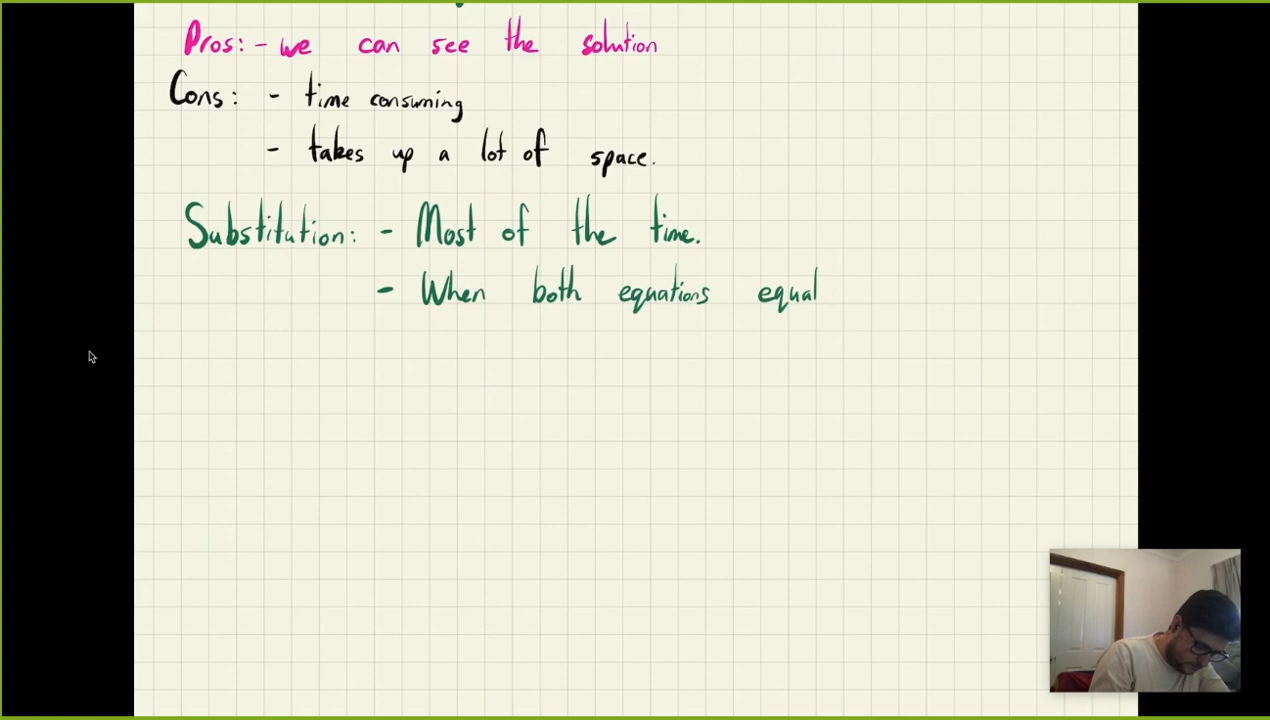 Pros: - we can see the solution
Cons: - time consuming
- takes up a lot of space.
Substitution: - Most of the time.
- When both equations equal